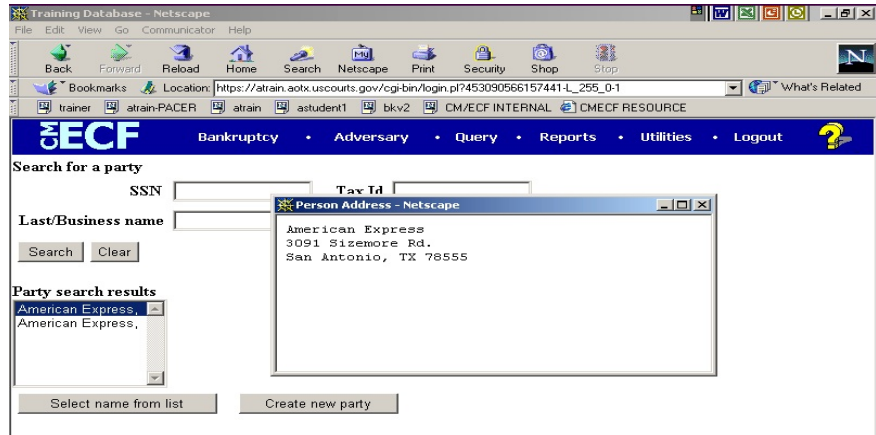 Training Database - Netscape
File Edit View Go Communicator Help
Back Forward Reload Home Search Netscape Print Security Shop Stop
Bookmarks Location: https://atrain.aotx.uscourts.gov/cgi-bin/login.pl?453090566157441-L_255_0-1 What's Related
trainer atrain-PACER atrain astudent1 bkv2 CM/ECF INTERNAL CMECF RESOURCE
CM ECF Bankruptcy • Adversary • Query • Reports • Utilities • Logout ?
Search for a party
SSN Tax Id
Person Address - Netscape
Last/Business name
American Express
3091 Sizemore Rd.
San Antonio, TX 78555
Search Clear
Party search results
American Express,
American Express,
Select name from list Create new party